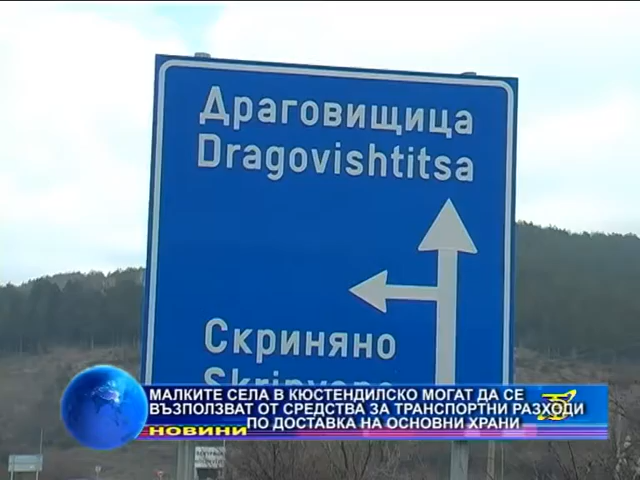 Драговищица
Dragovishtitsa
Скриняно
Skrinyano
МАЛКИТЕ СЕЛА В КЮСТЕНДИЛСКО МОГАТ ДА СЕ
ВЪЗПОЛЗВАТ ОТ СРЕДСТВА ЗА ТРАНСПОРТНИ РАЗХОДИ
ПО ДОСТАВКА НА ОСНОВНИ ХРАНИ
НОВИНИ